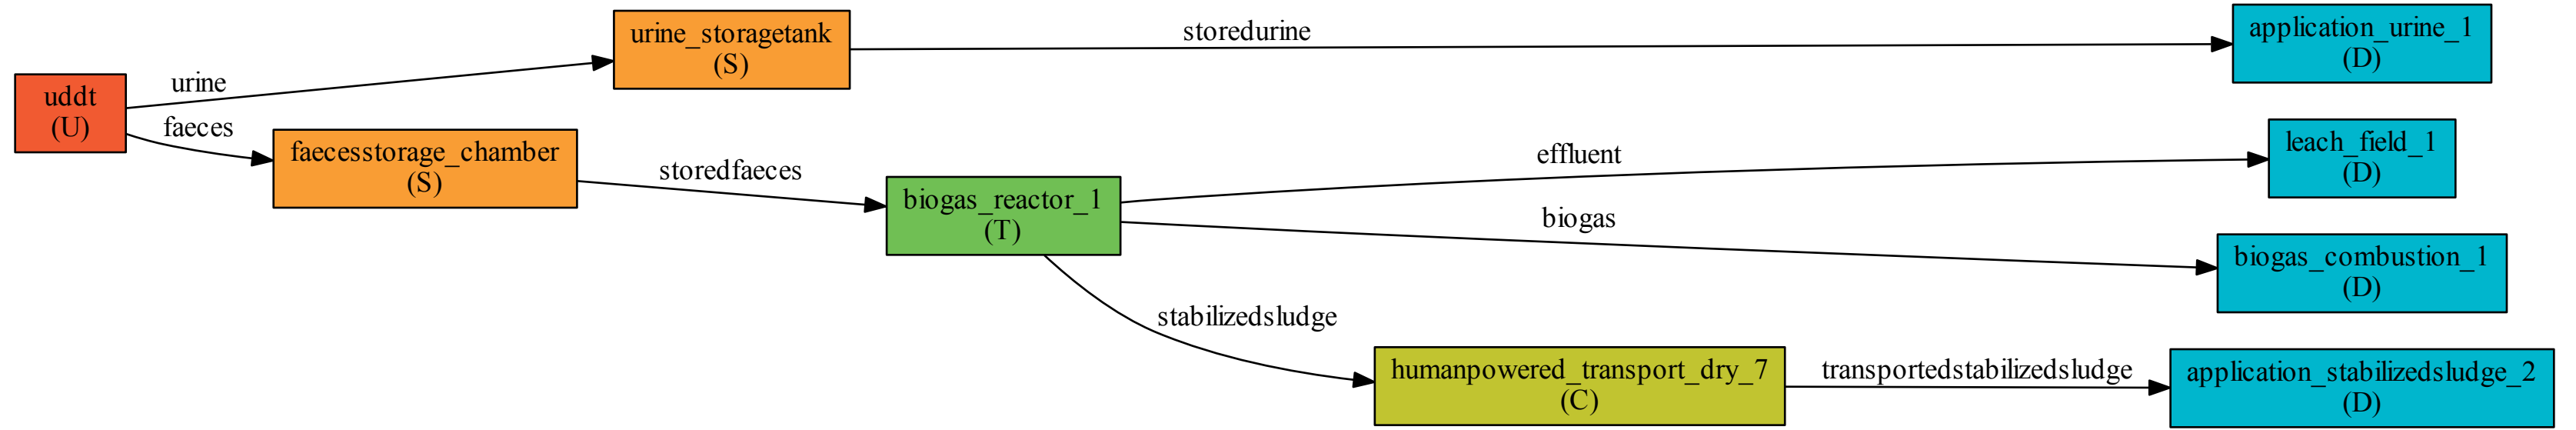 uddt
(U)
urine
faeces
urine_storagetank
(S)
faecesstorage_chamber
(S)
storedurine
storedfaeces
biogas_reactor_1
(T)
effluent
biogas
stabilizedsludge
humanpowered_transport_dry_7
(C)
transportedstabilizedsludge
application_urine_1
(D)
leach_field_1
(D)
biogas_combustion_1
(D)
application_stabilizedsludge_2
(D)